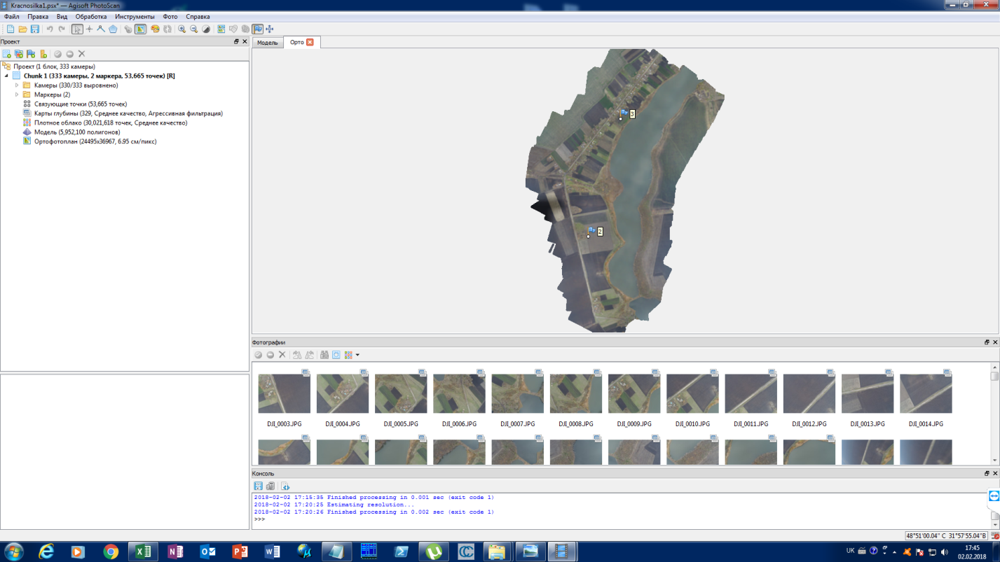 Kracnosilka1.psx* — Agisoft PhotoScan
Файл Правка Вид Обработка Инструменты Фото Справка
Проект
Модель Орто
Проект (1 блок, 333 камеры)
Chunk 1 (333 камеры, 2 маркера, 53,665 точек) [R]
Камеры (330/333 выровнено)
Маркеры (2)
Связующие точки (53,665 точек)
Карты глубины (329, Среднее качество, Агрессивная фильтрация)
Плотное облако (30,021,618 точек, Среднее качество)
Модель (5,952,100 полигонов)
Ортофотоплан (24495x36967, 6.95 см/пикс)
3
2
Фотографии
DJI_0003.JPG DJI_0004.JPG DJI_0005.JPG DJI_0006.JPG DJI_0007.JPG DJI_0008.JPG DJI_0009.JPG DJI_0010.JPG DJI_0011.JPG DJI_0012.JPG DJI_0013.JPG DJI_0014.JPG
Консоль
2018-02-02 17:15:35 Finished processing in 0.001 sec (exit code 1)
2018-02-02 17:20:25 Estimating resolution...
2018-02-02 17:20:26 Finished processing in 0.002 sec (exit code 1)
>>>
48°51'00.04" С 31°57'55.04"В
UK
17:45
02.02.2018